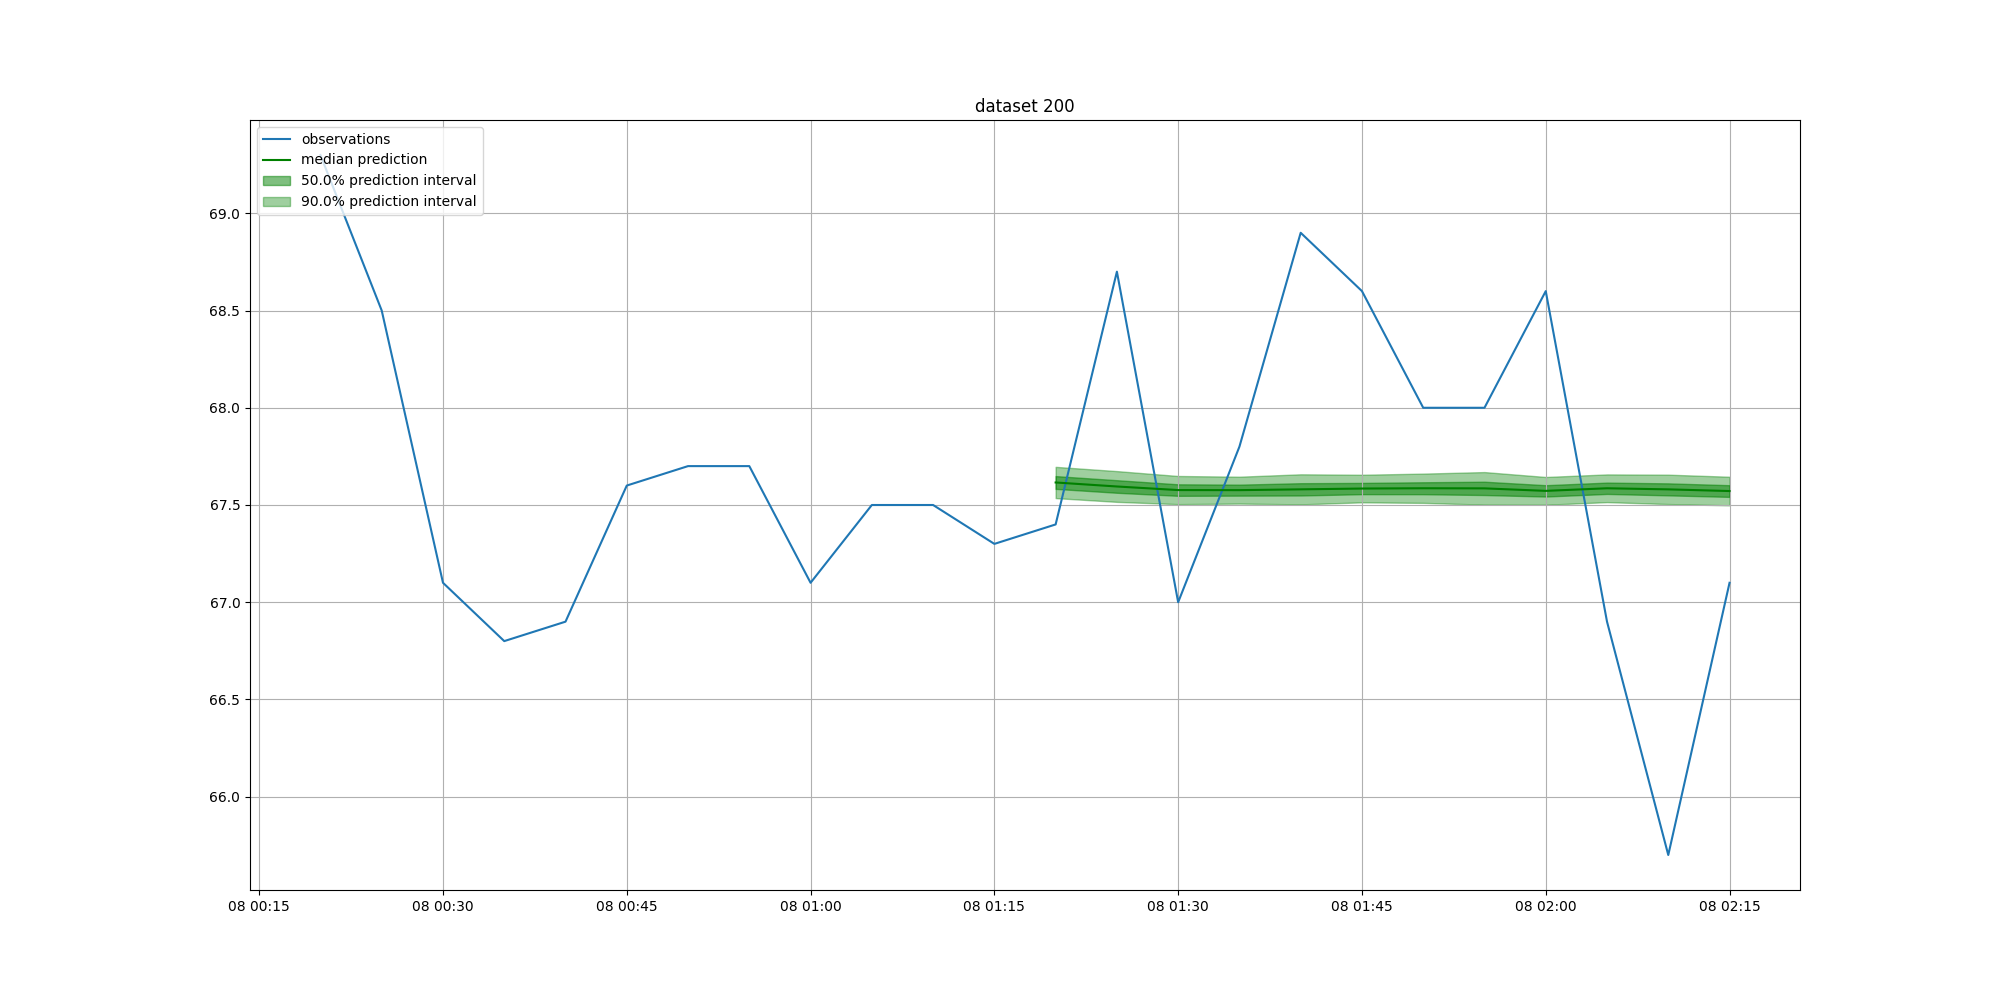 dataset 200
observations
median prediction
50.0% prediction interval
90.0% prediction interval
69.0
68.5
68.0
67.5
67.0
66.5
66.0
08 00:15 08 00:30 08 00:45 08 01:00 08 01:15 08 01:30 08 01:45 08 02:00 08 02:15